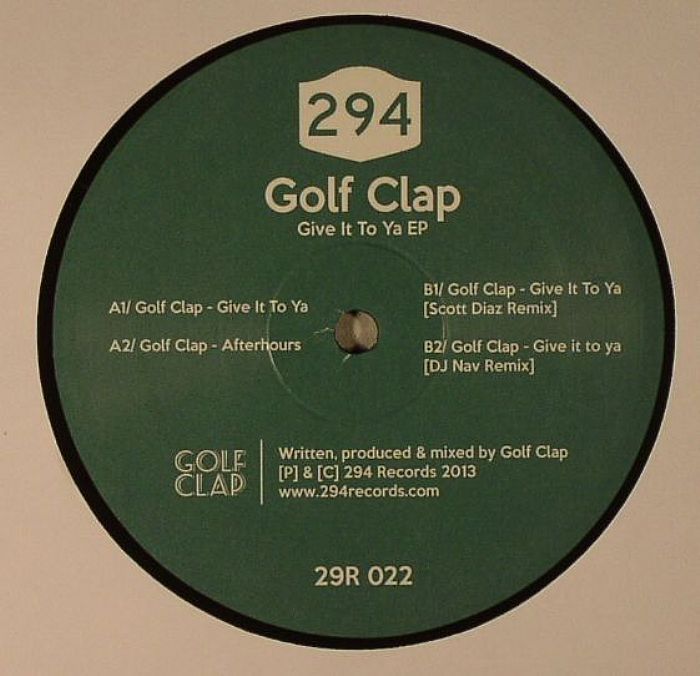 294
Golf Clap
Give It To Ya EP
A1/ Golf Clap - Give It To Ya
A2/ Golf Clap - Afterhours
B1/ Golf Clap - Give It To Ya
[Scott Diaz Remix]
B2/ Golf Clap - Give it to ya
[DJ Nav Remix]
GOLF
CLAP
Written, produced & mixed by Golf Clap
[P] & [C] 294 Records 2013
www.294records.com
29R 022